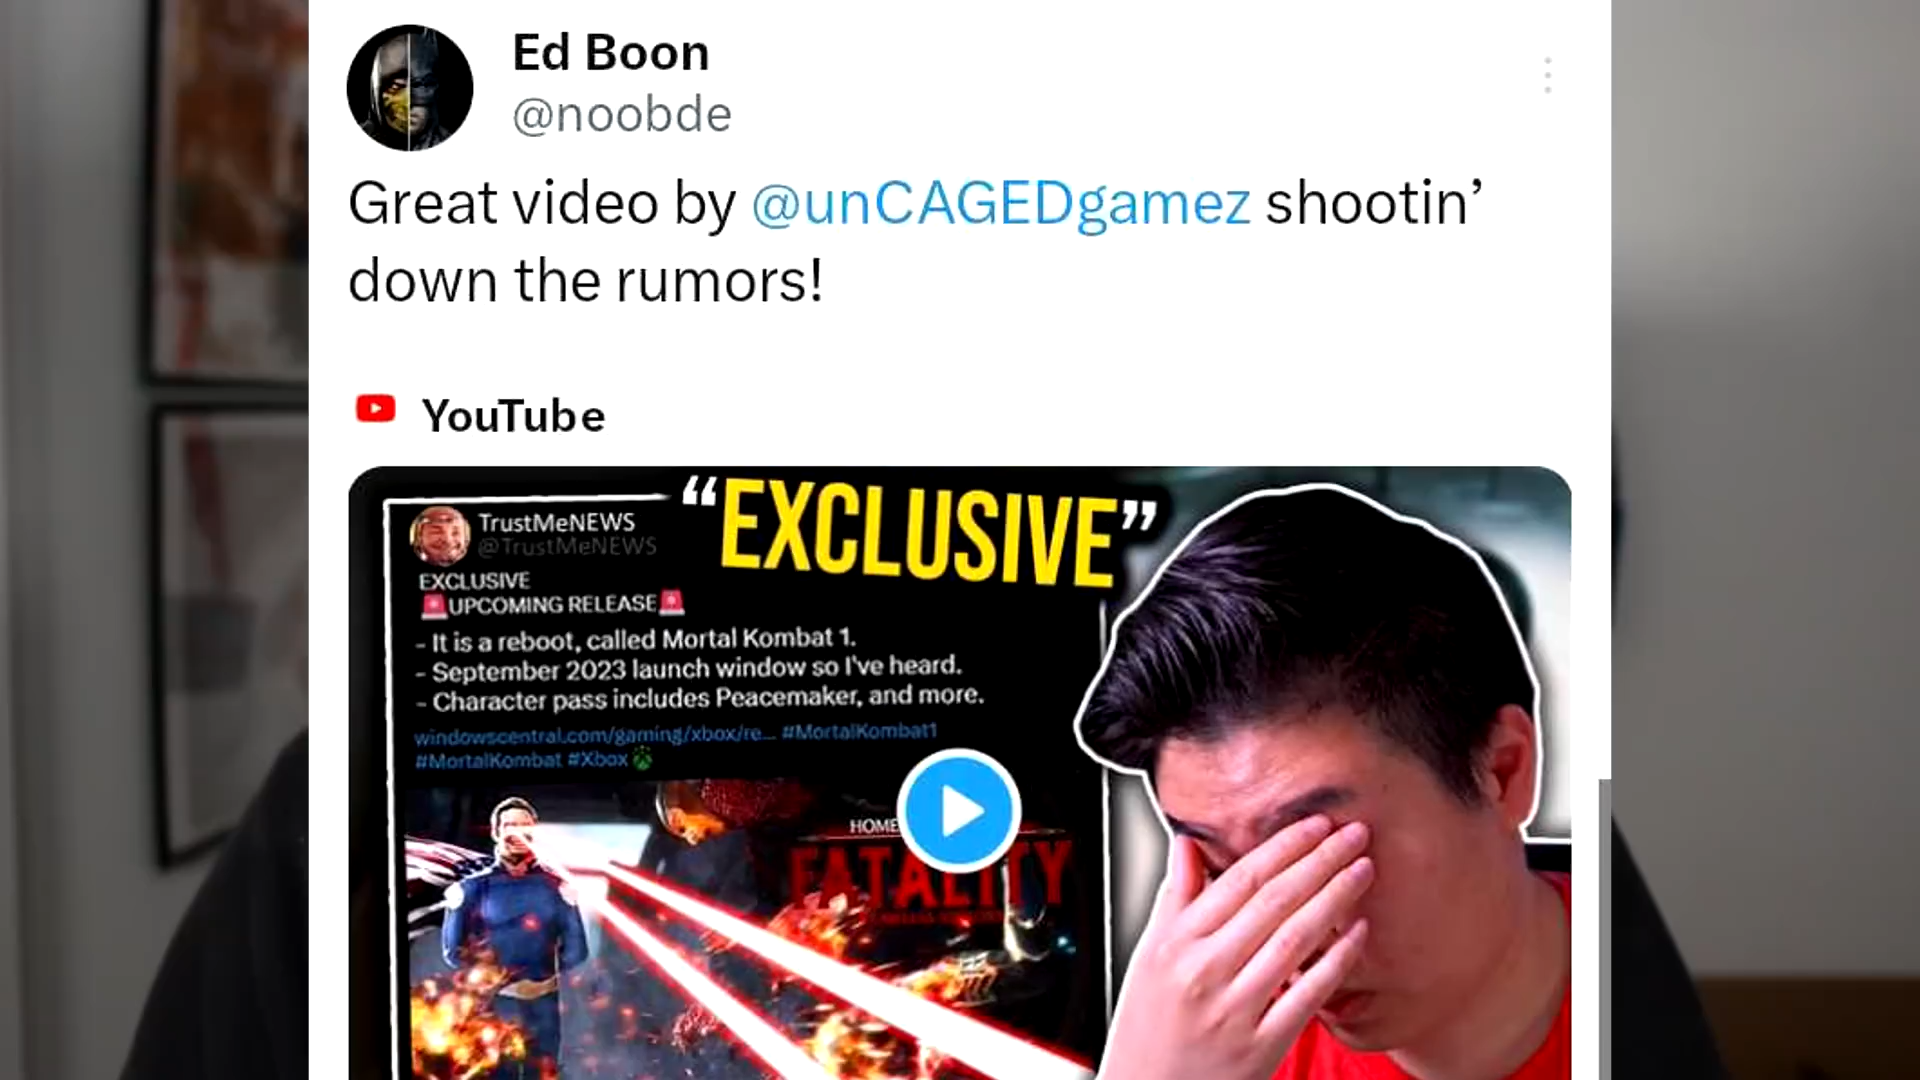 Ed Boon
@noobde
Great video by @unCAGEDgamez shootin’
down the rumors!
YouTube
“EXCLUSIVE”
TrustMeNEWS
@TrustMeNEWS
EXCLUSIVE
🚨UPCOMING RELEASE🚨
- It is a reboot, called Mortal Kombat 1.
- September 2023 launch window so I've heard.
- Character pass includes Peacemaker, and more.
windowscentral.com/gaming/xbox/re... #MortalKombat1
#MortalKombat #Xbox
HOME
FATALITY